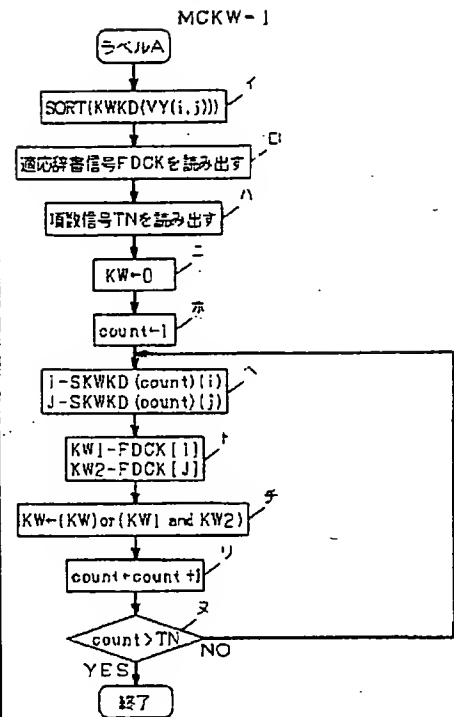 MCKW-1
ラベルA
イ
SORT(KWKD(VY(i,j)))
ロ
適応辞書信号FDCKを読み出す
ハ
項数信号TNを読み出す
ニ
KW←0
ホ
count←1
ヘ
i←SKWKD(count)(i)
J←SKWKD(count)(j)
ト
KW1←FDCK[i]
KW2←FDCK[J]
チ
KW←(KW)or(KW1 and KW2)
リ
count←count+1
ヌ
count>TN
NO
YES
終了